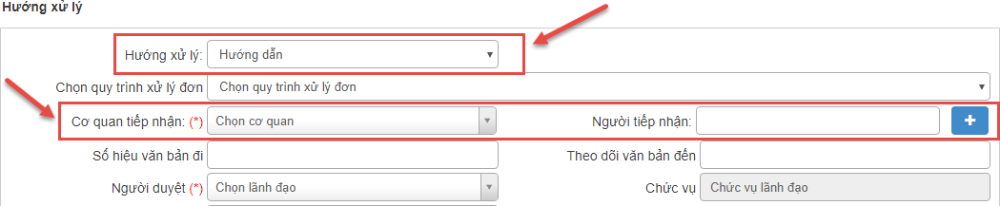 Hướng xử lý
Hướng xử lý: Hướng dẫn
Chọn quy trình xử lý đơn Chọn quy trình xử lý đơn
Cơ quan tiếp nhận: (*) Chọn cơ quan Người tiếp nhận:
Số hiệu văn bản đi Theo dõi văn bản đến
Người duyệt (*) Chọn lãnh đạo Chức vụ Chức vụ lãnh đạo